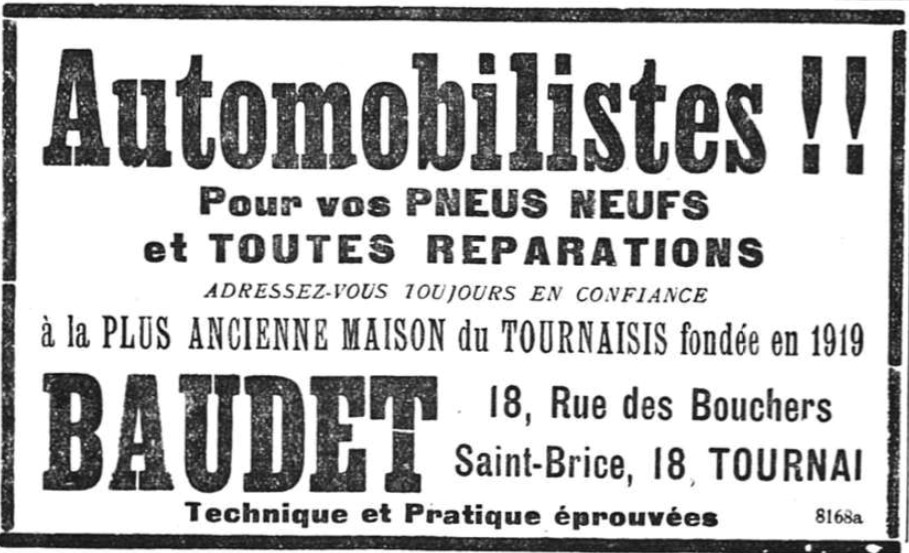 Automobilistes !!
Pour vos PNEUS NEUFS
et TOUTES REPARATIONS
ADRESSEZ-VOUS TOUJOURS EN CONFIANCE
à la PLUS ANCIENNE MAISON du TOURNAISIS fondée en 1919
BAUDET
18, Rue des Bouchers
Saint-Brice, 18, TOURNAI
Technique et Pratique éprouvées
8168a